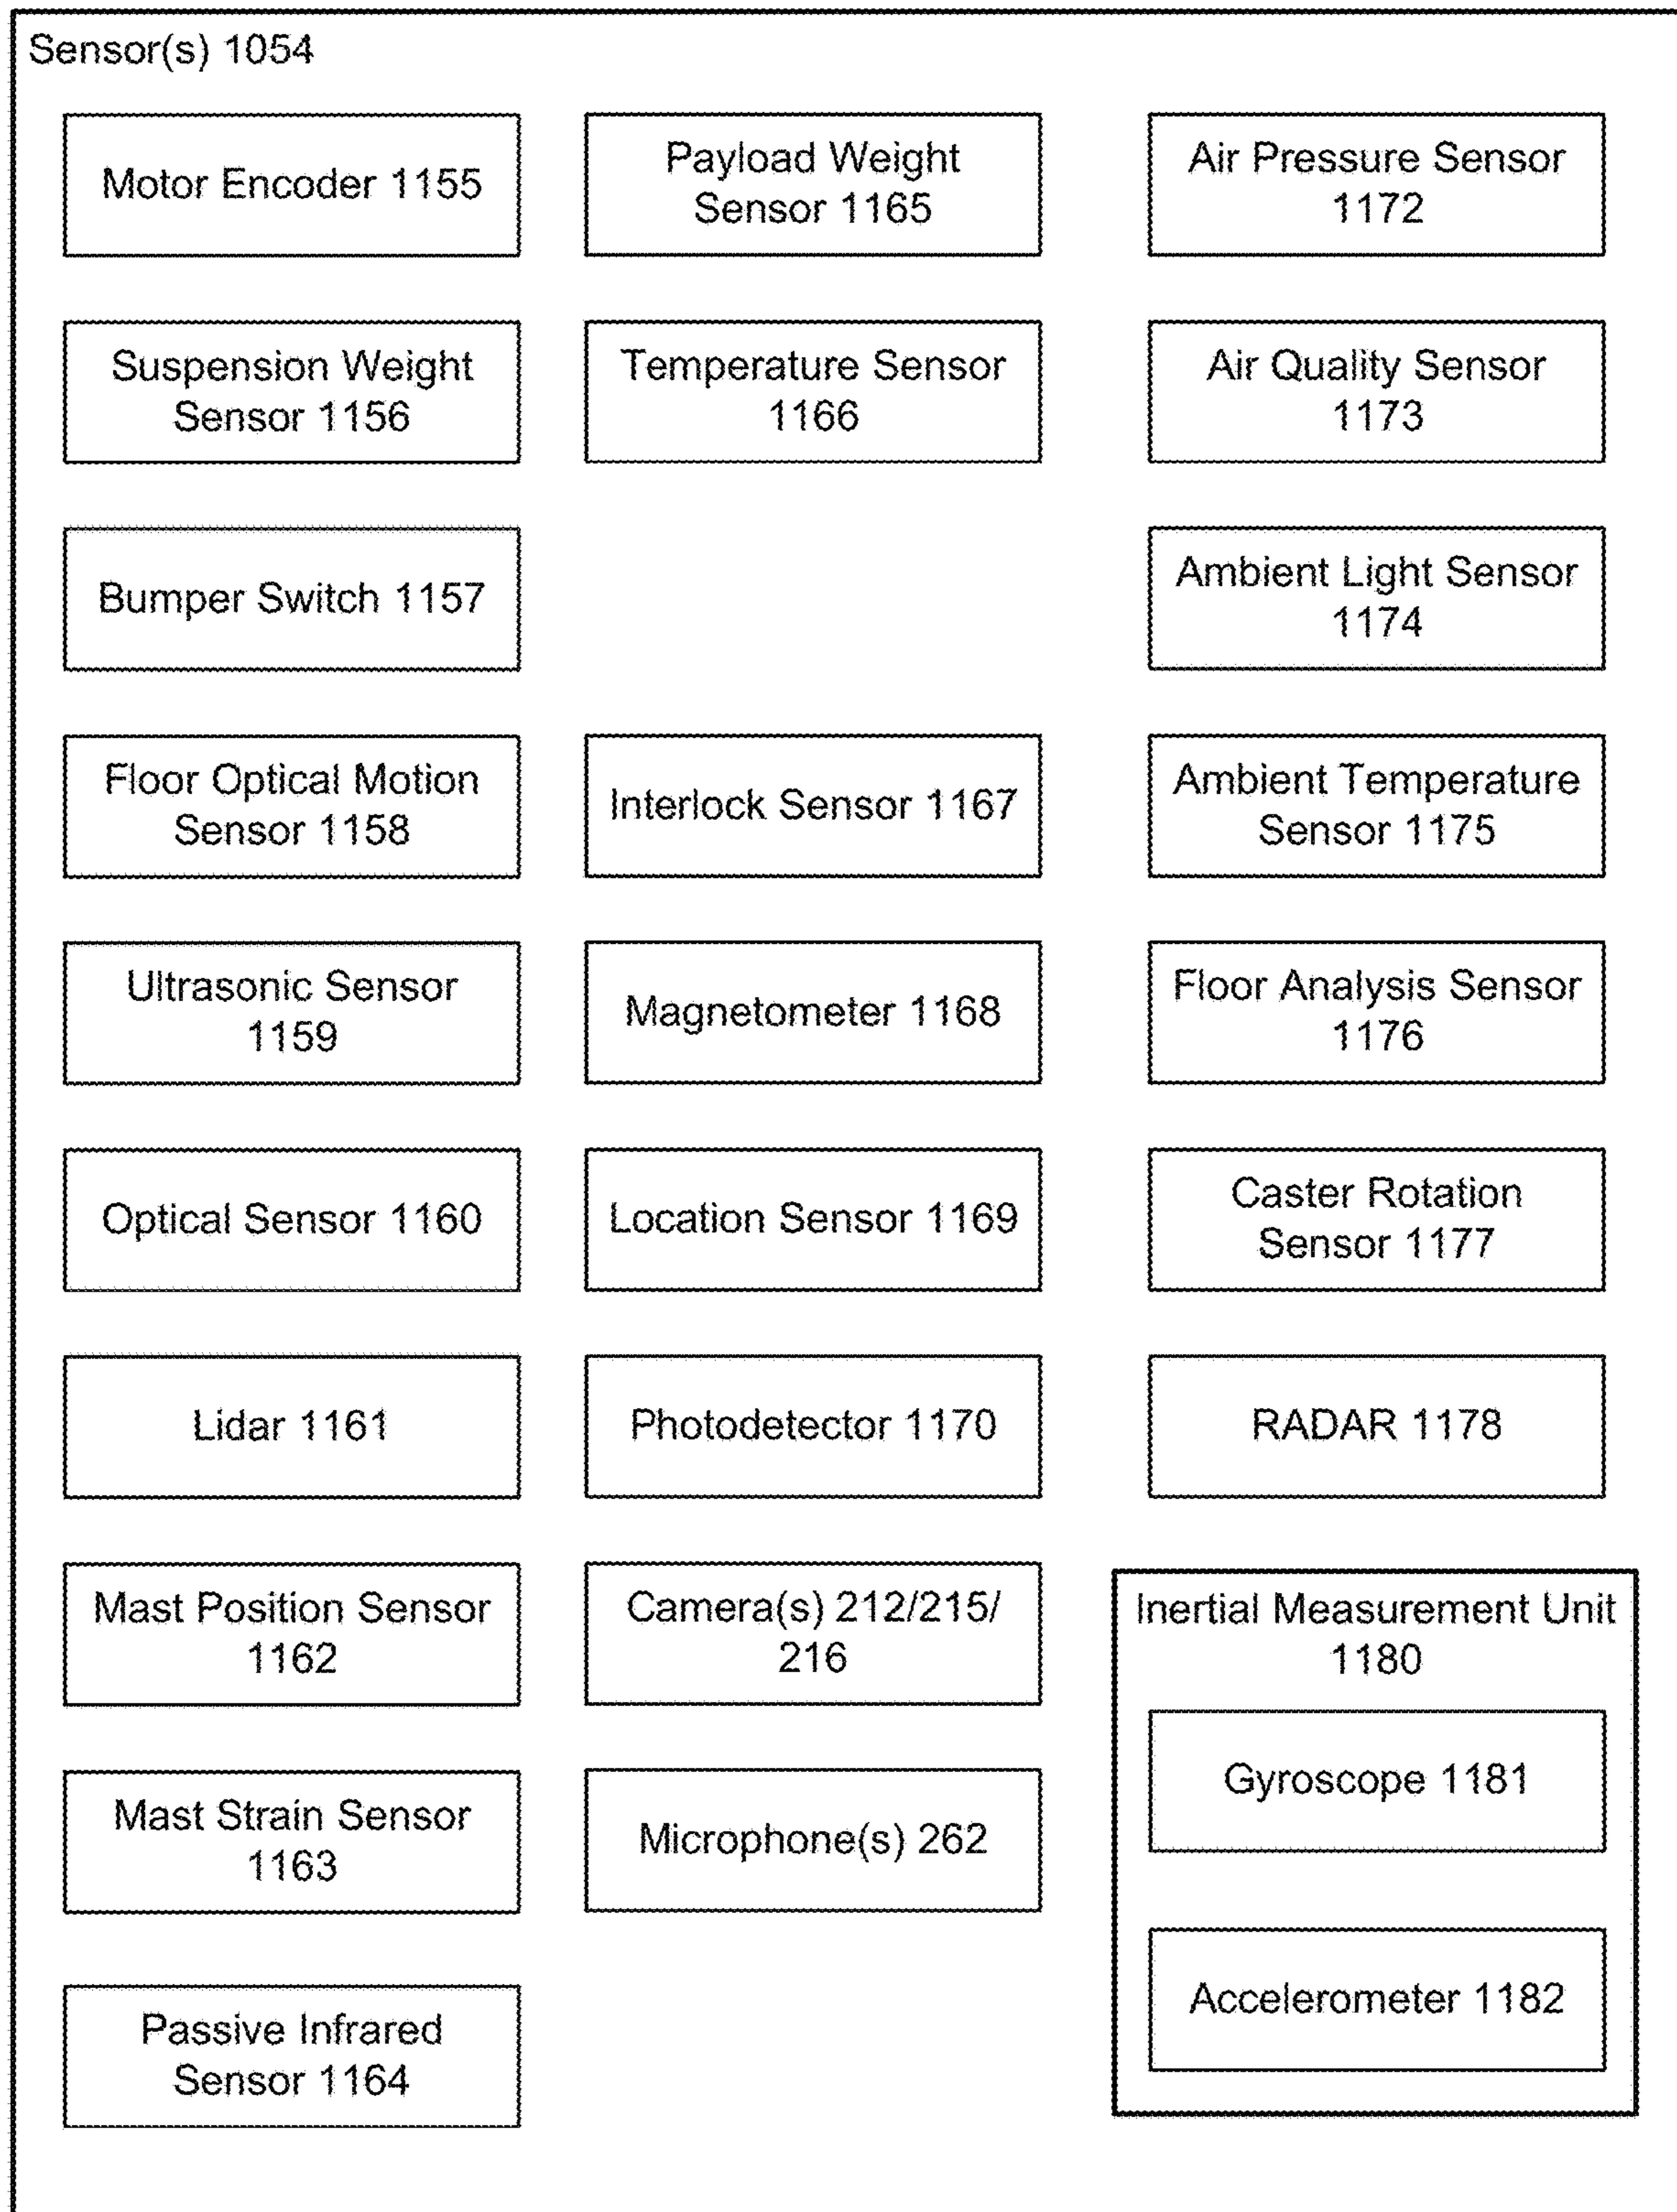 Sensor(s) 1054
Motor Encoder 1155
Suspension Weight
Sensor 1156
Bumper Switch 1157
Floor Optical Motion
Sensor 1158
Ultrasonic Sensor
1159
Optical Sensor 1160
Lidar 1161
Mast Position Sensor
1162
Mast Strain Sensor
1163
Passive Infrared
Sensor 1164
Payload Weight
Sensor 1165
Temperature Sensor
1166
Interlock Sensor 1167
Magnetometer 1168
Location Sensor 1169
Photodetector 1170
Camera(s) 212/215/
216
Microphone(s) 262
Air Pressure Sensor
1172
Air Quality Sensor
1173
Ambient Light Sensor
1174
Ambient Temperature
Sensor 1175
Floor Analysis Sensor
1176
Caster Rotation
Sensor 1177
RADAR 1178
Inertial Measurement Unit
1180
Gyroscope 1181
Accelerometer 1182